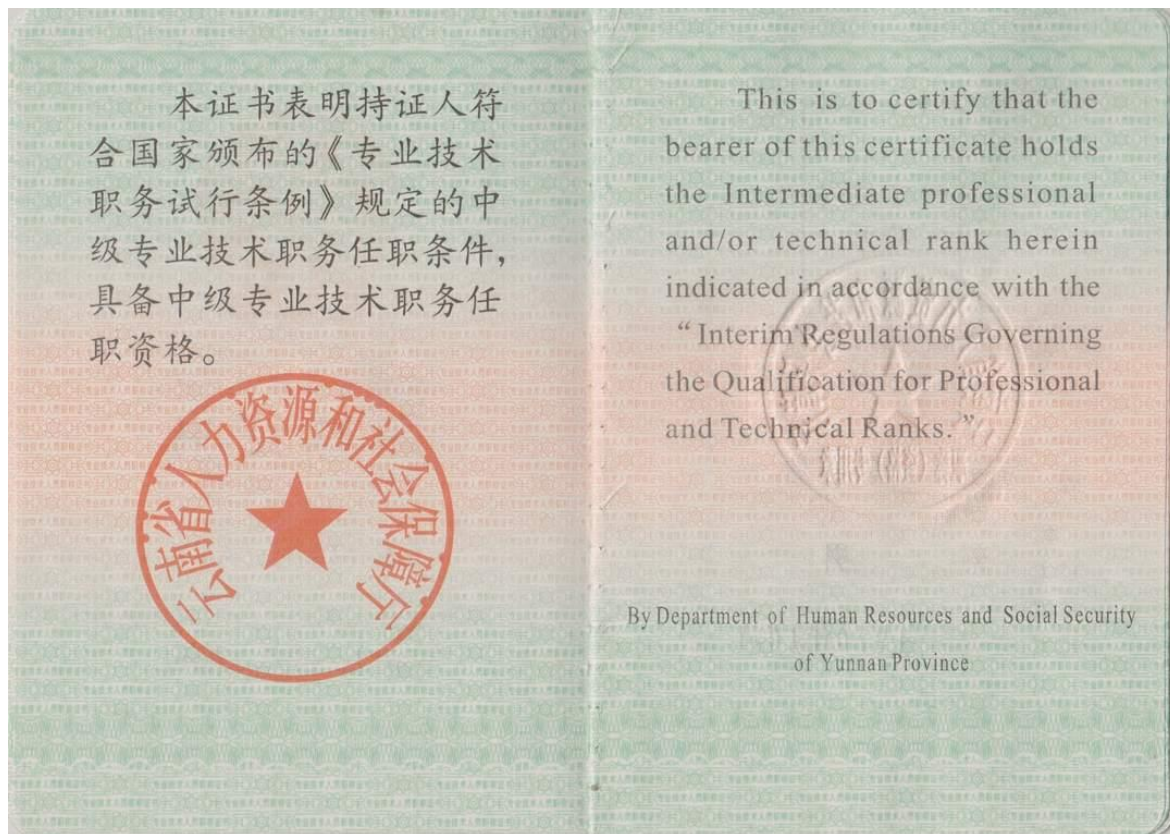 本证书表明持证人符
合国家颁布的《专业技术
职务试行条例》规定的中
级专业技术职务任职条件，
具备中级专业技术职务任
职资格。
云南省人力资源和社会保障厅
This is to certify that the
bearer of this certificate holds
the Intermediate professional
and/or technical rank herein
indicated in accordance with the
“Interim Regulations Governing
the Qualification for Professional
and Technical Ranks.”
By Department of Human Resources and Social Security
of Yunnan Province